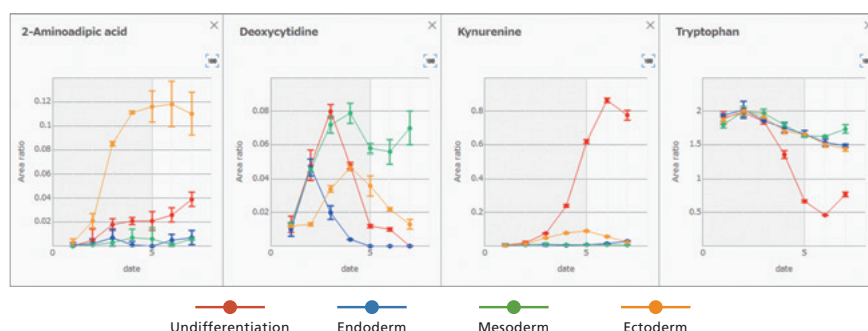 2-Aminoadipic acid
Area ratio
0.12
0.1
0.08
0.06
0.04
0.02
0
5
date
Deoxycytidine
Area ratio
0.08
0.06
0.04
0.02
0
5
date
Kynurenine
Area ratio
0.8
0.6
0.4
0.2
0
5
date
Tryptophan
Area ratio
2
1.5
1
0.5
0
5
date
Undifferentiation
Endoderm
Mesoderm
Ectoderm